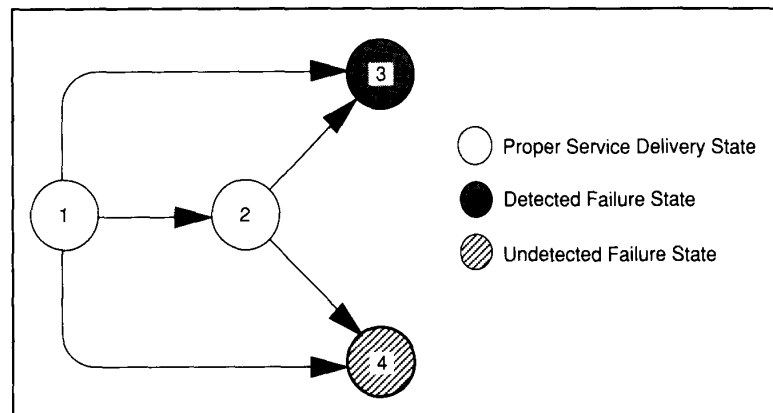 3
Proper Service Delivery State
1
2
Detected Failure State
Undetected Failure State
4